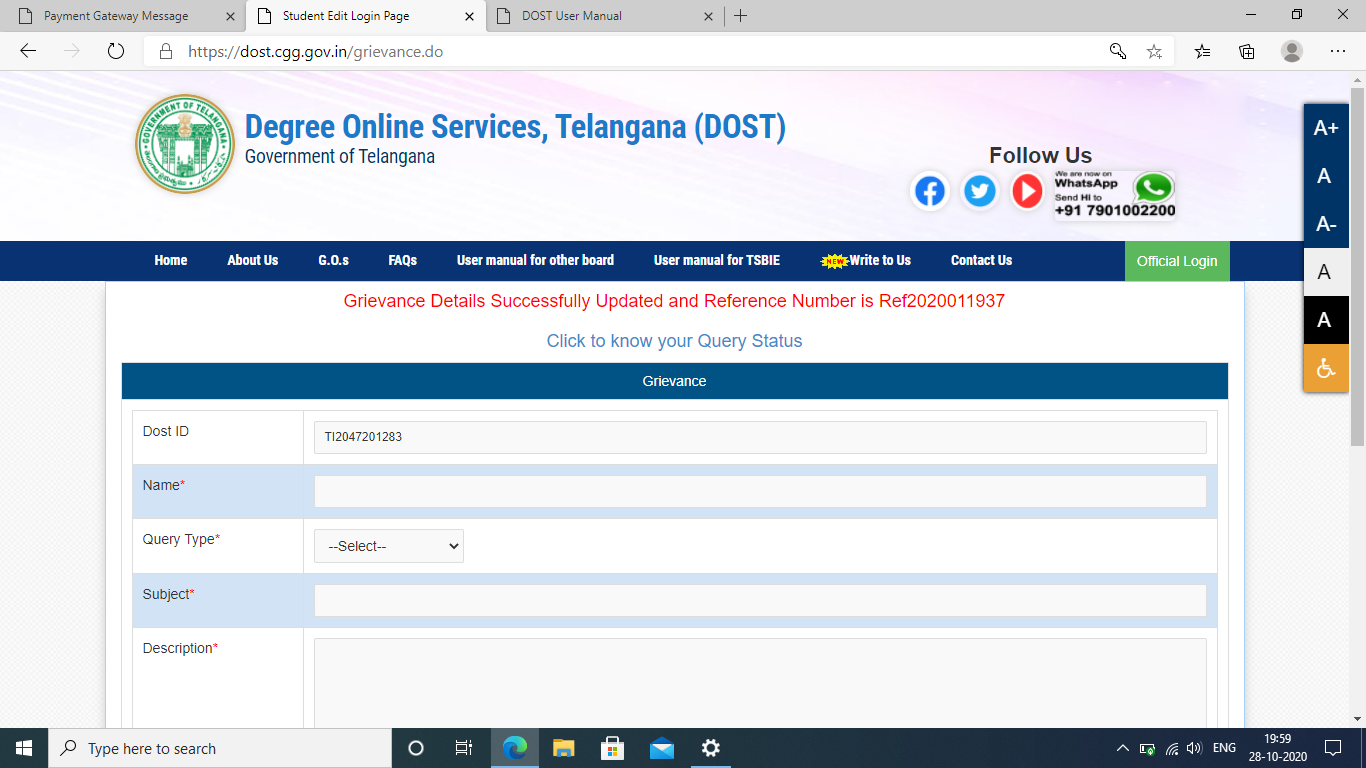 Payment Gateway Message
Student Edit Login Page
DOST User Manual
https://dost.cgg.gov.in/grievance.do
GOVERNMENT OF TELANGANA
Degree Online Services, Telangana (DOST)
Government of Telangana
Follow Us
We are now on
WhatsApp
Send HI to
+91 7901002200
A+
A
A-
A
A
Home About Us G.O.s FAQs User manual for other board User manual for TSBIE NEW Write to Us Contact Us Official Login
Grievance Details Successfully Updated and Reference Number is Ref2020011937
Click to know your Query Status
Grievance
Dost ID TI2047201283
Name*
Query Type* --Select--
Subject*
Description*
Type here to search
ENG
19:59
28-10-2020